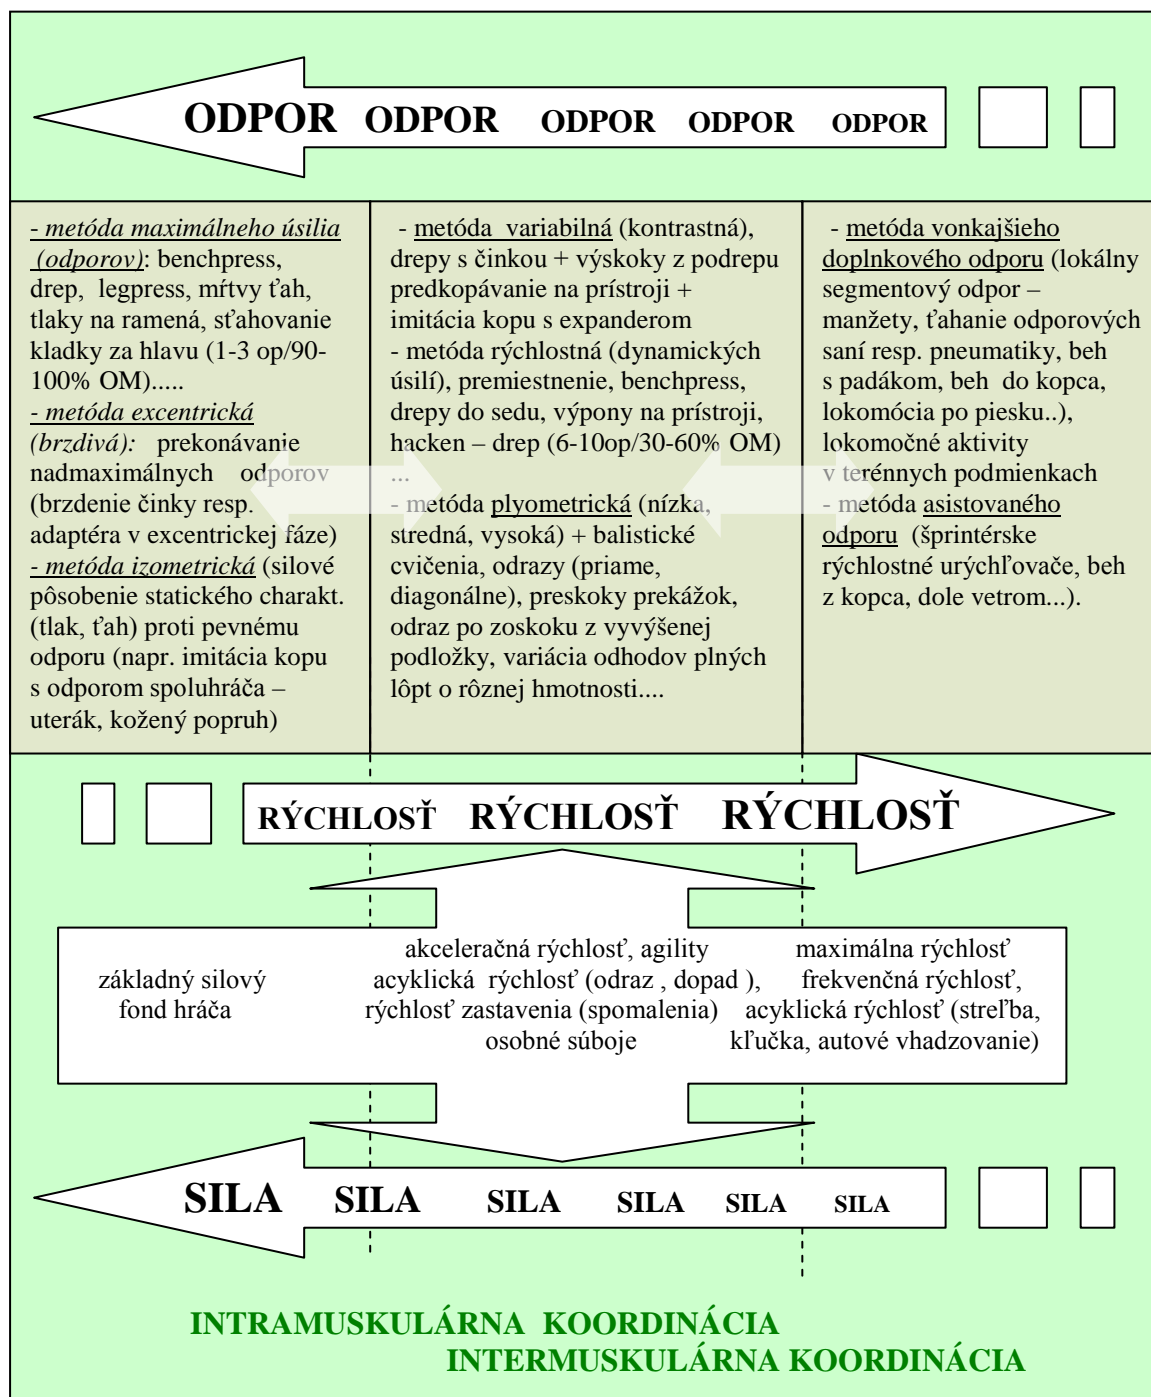 ODPOR ODPOR ODPOR ODPOR ODPOR
- metóda maximálneho úsilia
(odporov): benchpress,
drep, legpress, mŕtvy ťah,
tlaky na ramená, sťahovanie
kladky za hlavu (1-3 op/90-
100% OM).....
- metóda excentrická
(brzdivá): prekonávanie
nadmaximálnych odporov
(brzdenie činky resp.
adaptéra v excentrickej fáze)
- metóda izometrická (silové
pôsobenie statického charakt.
(tlak, ťah) proti pevnému
odporu (napr. imitácia kopu
s odporom spoluhráča –
uterák, kožený popruh)
- metóda variabilná (kontrastná),
drepy s činkou + výskoky z podrepu
predkopávanie na prístroji +
imitácia kopu s expanderom
- metóda rýchlostná (dynamických
úsilí), premiestnenie, benchpress,
drepy do sedu, výpony na prístroji,
hacken – drep (6-10op/30-60% OM)
...
- metóda plyometrická (nízka,
stredná, vysoká) + balistické
cvičenia, odrazy (priame,
diagonálne), preskoky prekážok,
odraz po zoskoku z vyvýšenej
podložky, variácia odhodov plných
lôpt o rôznej hmotnosti....
- metóda vonkajšieho
doplnkového odporu (lokálny
segmentový odpor –
manžety, ťahanie odporových
saní resp. pneumatiky, beh
s padákom, beh do kopca,
lokomócia po piesku..),
lokomočné aktivity
v terénnych podmienkach
- metóda asistovaného
odporu (šprintérske
rýchlostné urýchľovače, beh
z kopca, dole vetrom...).
RÝCHLOSŤ RÝCHLOSŤ RÝCHLOSŤ
základný silový
fond hráča
akceleračná rýchlosť, agility
acyklická rýchlosť (odraz , dopad ),
rýchlosť zastavenia (spomalenia)
osobné súboje
maximálna rýchlosť
frekvenčná rýchlosť,
acyklická rýchlosť (streľba,
kľučka, autové vhadzovanie)
SILA SILA SILA SILA SILA SILA
INTRAMUSKULÁRNA KOORDINÁCIA
INTERMUSKULÁRNA KOORDINÁCIA